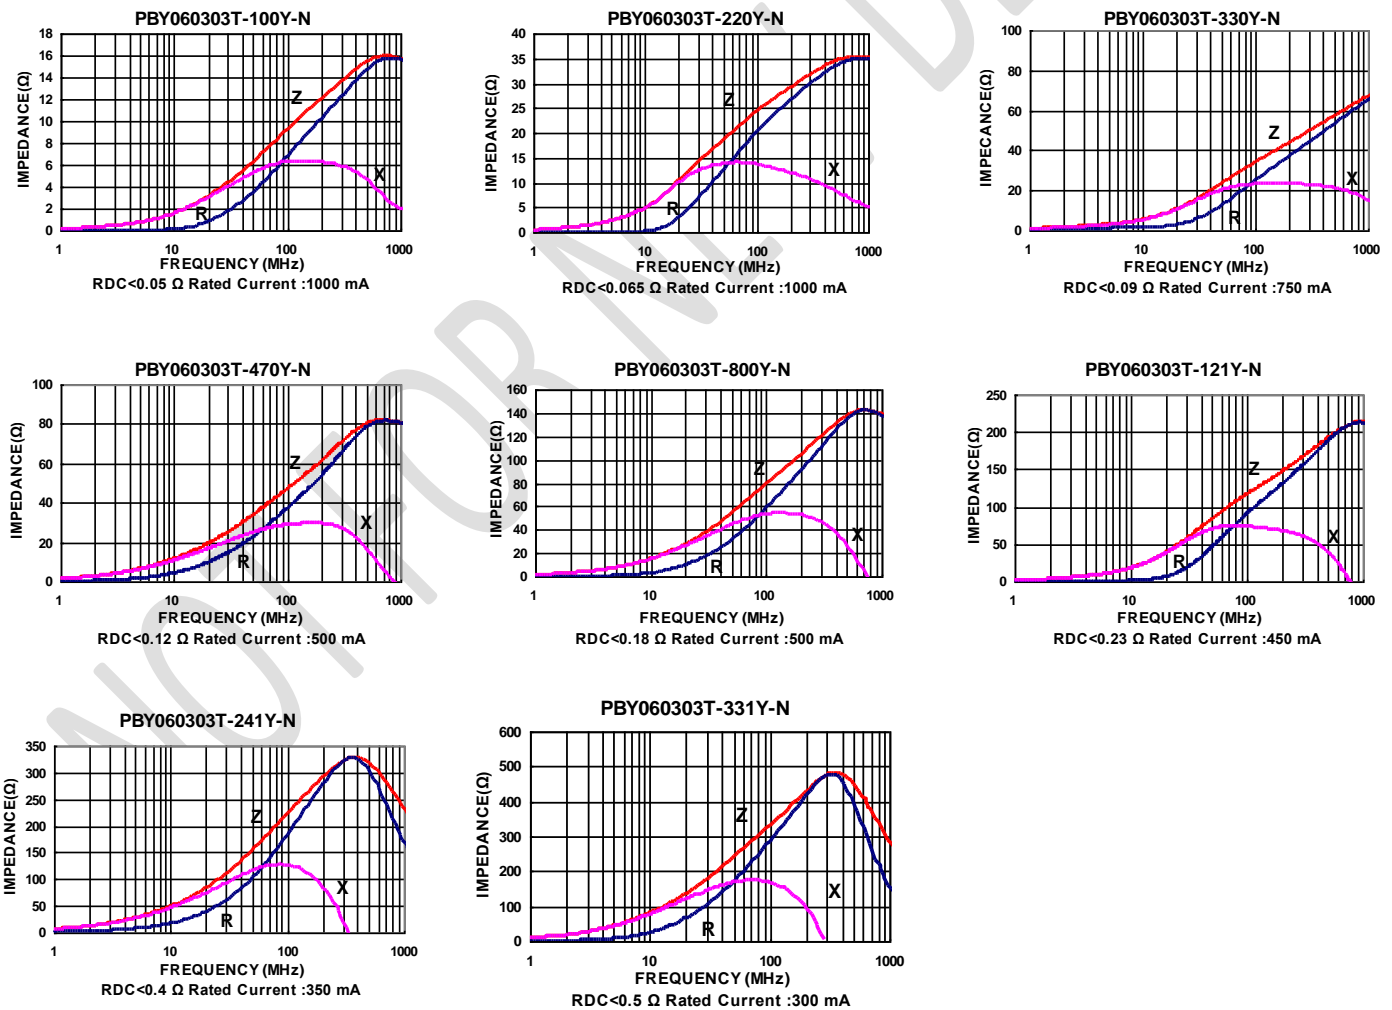 PBY060303T-100Y-N
IMPEDANCE(Ω)
18
16
14
12
10
8
6
4
2
0
Z
X
R
1 10 100 1000
FREQUENCY (MHz)
RDC<0.05 Ω Rated Current :1000 mA
PBY060303T-220Y-N
IMPEDANCE(Ω)
40
35
30
25
20
15
10
5
0
Z
X
R
1 10 100 1000
FREQUENCY (MHz)
RDC<0.065 Ω Rated Current :1000 mA
PBY060303T-330Y-N
IMPECANCE(Ω)
100
80
60
40
20
0
Z
X
R
1 10 100 1000
FREQUENCY (MHz)
RDC<0.09 Ω Rated Current :750 mA
PBY060303T-470Y-N
IMPEDANCE(Ω)
100
80
60
40
20
0
Z
X
R
1 10 100 1000
FREQUENCY (MHz)
RDC<0.12 Ω Rated Current :500 mA
PBY060303T-800Y-N
IMPEDANCE(Ω)
160
140
120
100
80
60
40
20
0
Z
X
R
1 10 100 1000
FREQUENCY (MHz)
RDC<0.18 Ω Rated Current :500 mA
PBY060303T-121Y-N
IMPEDANCE(Ω)
250
200
150
100
50
0
Z
X
R
1 10 100 1000
FREQUENCY (MHz)
RDC<0.23 Ω Rated Current :450 mA
PBY060303T-241Y-N
IMPEDANCE(Ω)
350
300
250
200
150
100
50
0
Z
X
R
1 10 100 1000
FREQUENCY (MHz)
RDC<0.4 Ω Rated Current :350 mA
PBY060303T-331Y-N
IMPEDANCE(Ω)
600
500
400
300
200
100
0
Z
X
R
1 10 100 1000
FREQUENCY (MHz)
RDC<0.5 Ω Rated Current :300 mA
NOT FOR NE